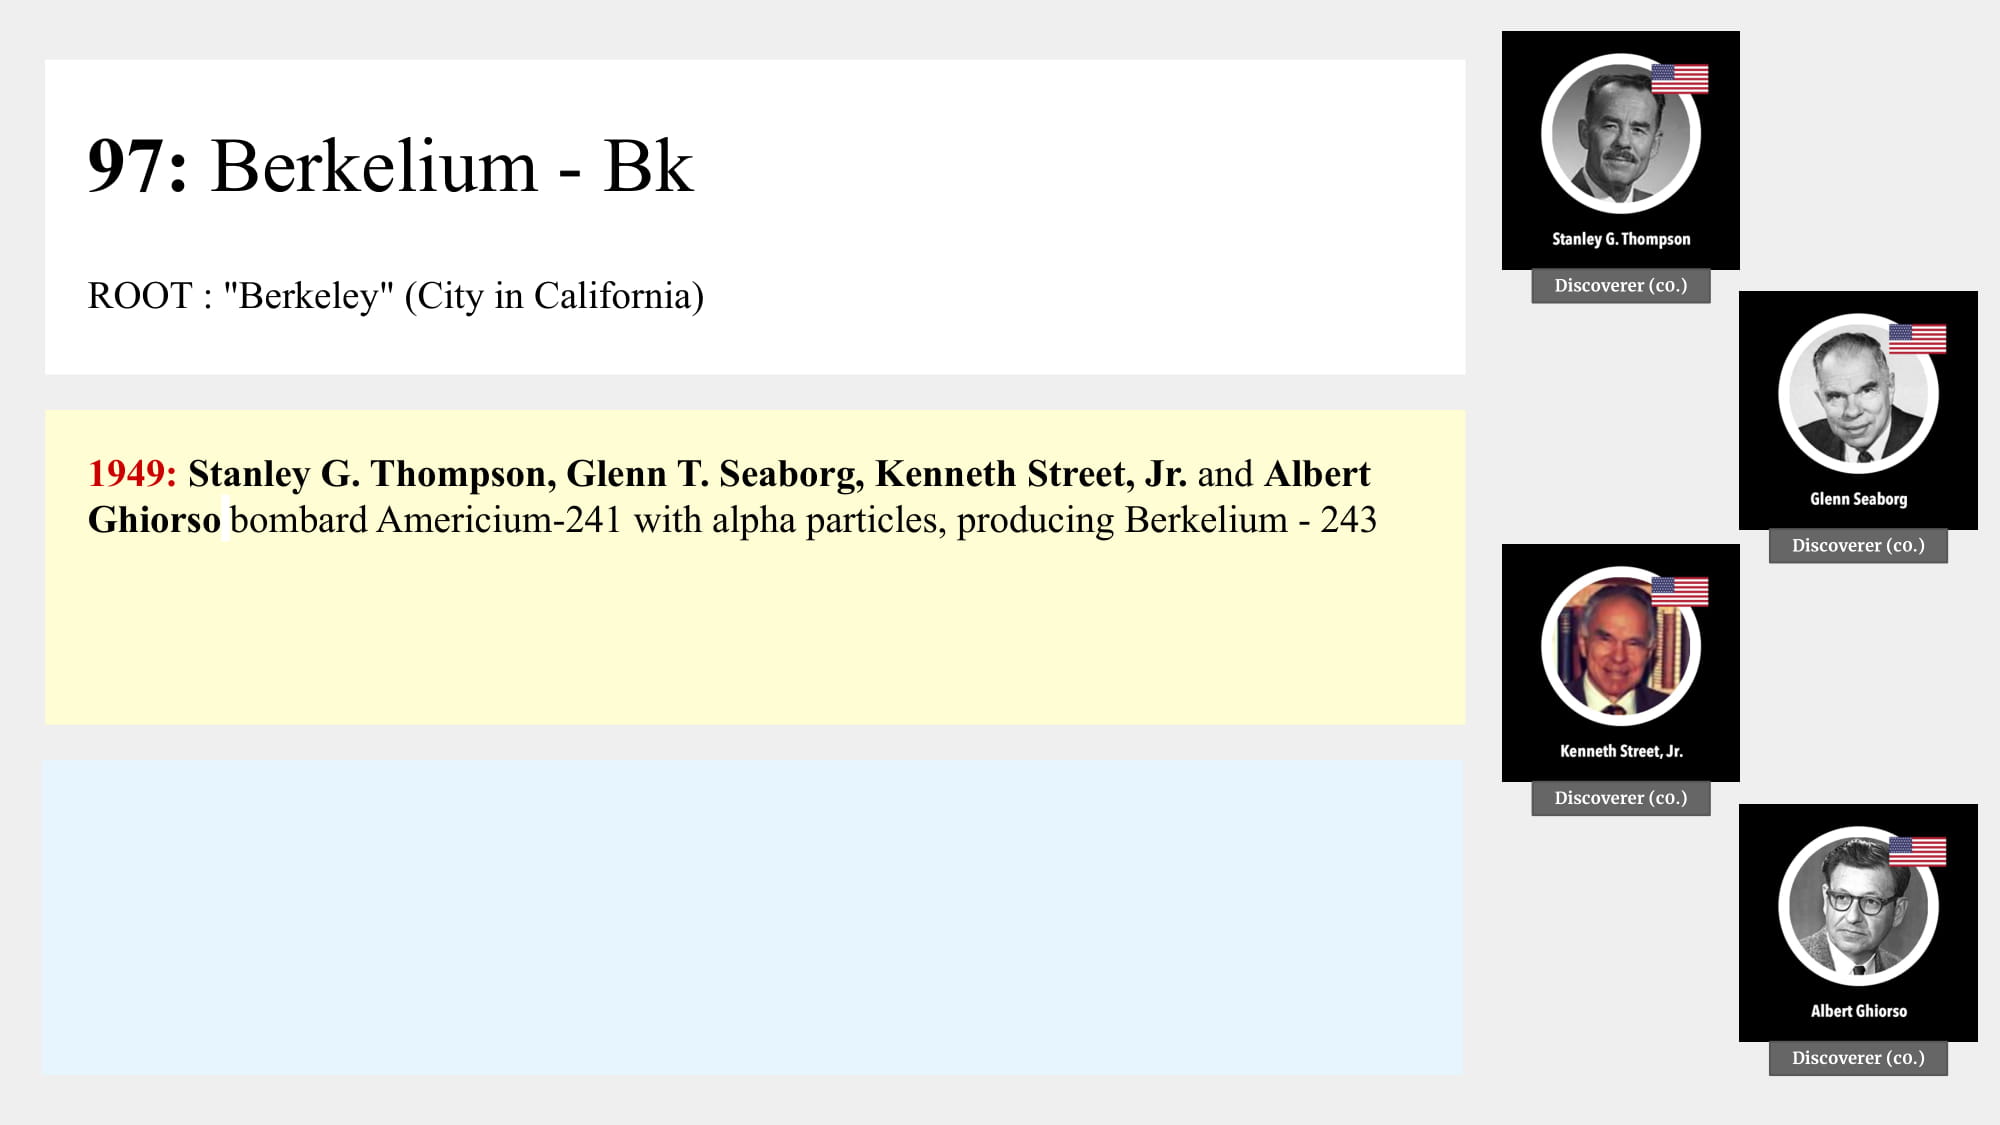 97: Berkelium - Bk
ROOT : "Berkeley" (City in California)
1949: Stanley G. Thompson, Glenn T. Seaborg, Kenneth Street, Jr. and Albert
Ghiorso bombard Americium-241 with alpha particles, producing Berkelium - 243
Stanley G. Thompson
Discoverer (co.)
Glenn Seaborg
Discoverer (co.)
Kenneth Street, Jr.
Discoverer (co.)
Albert Ghiorso
Discoverer (co.)